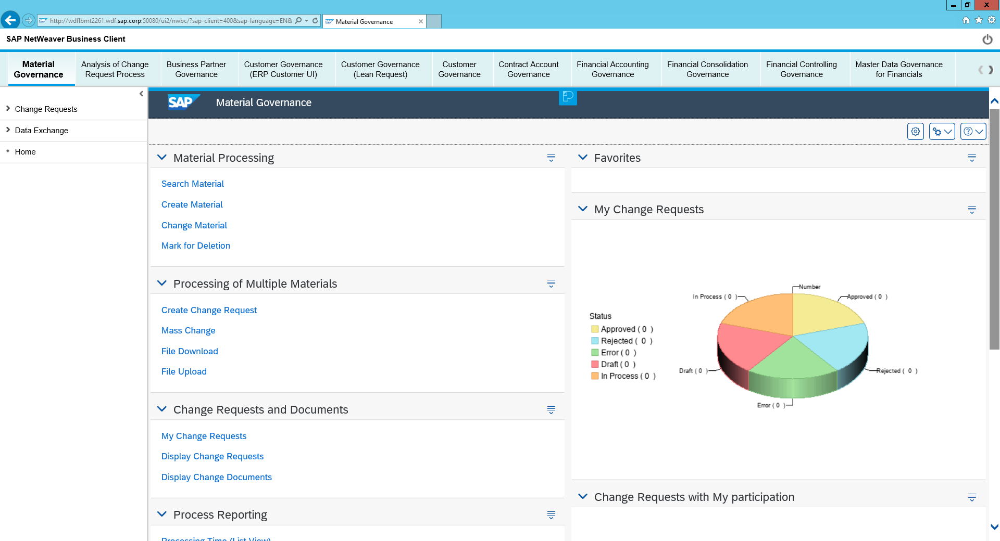 http://wdflbmt2261.wdf.sap.corp:50080/ui2/nwbc/?sap-client=400&sap-language=EN&
Material Governance
SAP NetWeaver Business Client
Material Governance
Analysis of Change Request Process
Business Partner Governance
Customer Governance (ERP Customer UI)
Customer Governance (Lean Request)
Customer Governance
Contract Account Governance
Financial Accounting Governance
Financial Consolidation Governance
Financial Controlling Governance
Master Data Governance for Financials
Change Requests
Data Exchange
Home
SAP
Material Governance
Material Processing
Search Material
Create Material
Change Material
Mark for Deletion
Processing of Multiple Materials
Create Change Request
Mass Change
File Download
File Upload
Change Requests and Documents
My Change Requests
Display Change Requests
Display Change Documents
Process Reporting
Processing Time (List View)
Favorites
My Change Requests
Status
Approved ( 0 )
Rejected ( 0 )
Error ( 0 )
Draft ( 0 )
In Process ( 0 )
Number
In Process ( 0 )
Approved ( 0 )
Draft ( 0 )
Rejected ( 0 )
Error ( 0 )
Change Requests with My participation